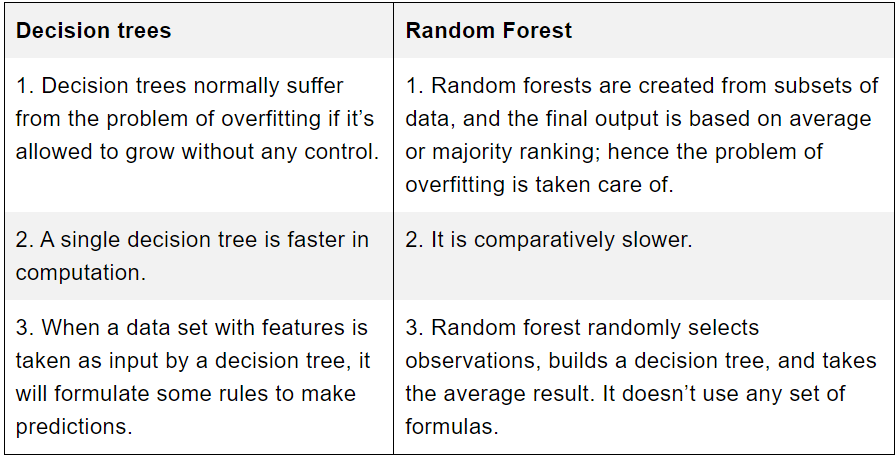 Decision trees
Random Forest
1. Decision trees normally suffer
from the problem of overfitting if it’s
allowed to grow without any control.
1. Random forests are created from subsets of
data, and the final output is based on average
or majority ranking; hence the problem of
overfitting is taken care of.
2. A single decision tree is faster in
computation.
2. It is comparatively slower.
3. When a data set with features is
taken as input by a decision tree, it
will formulate some rules to make
predictions.
3. Random forest randomly selects
observations, builds a decision tree, and takes
the average result. It doesn’t use any set of
formulas.